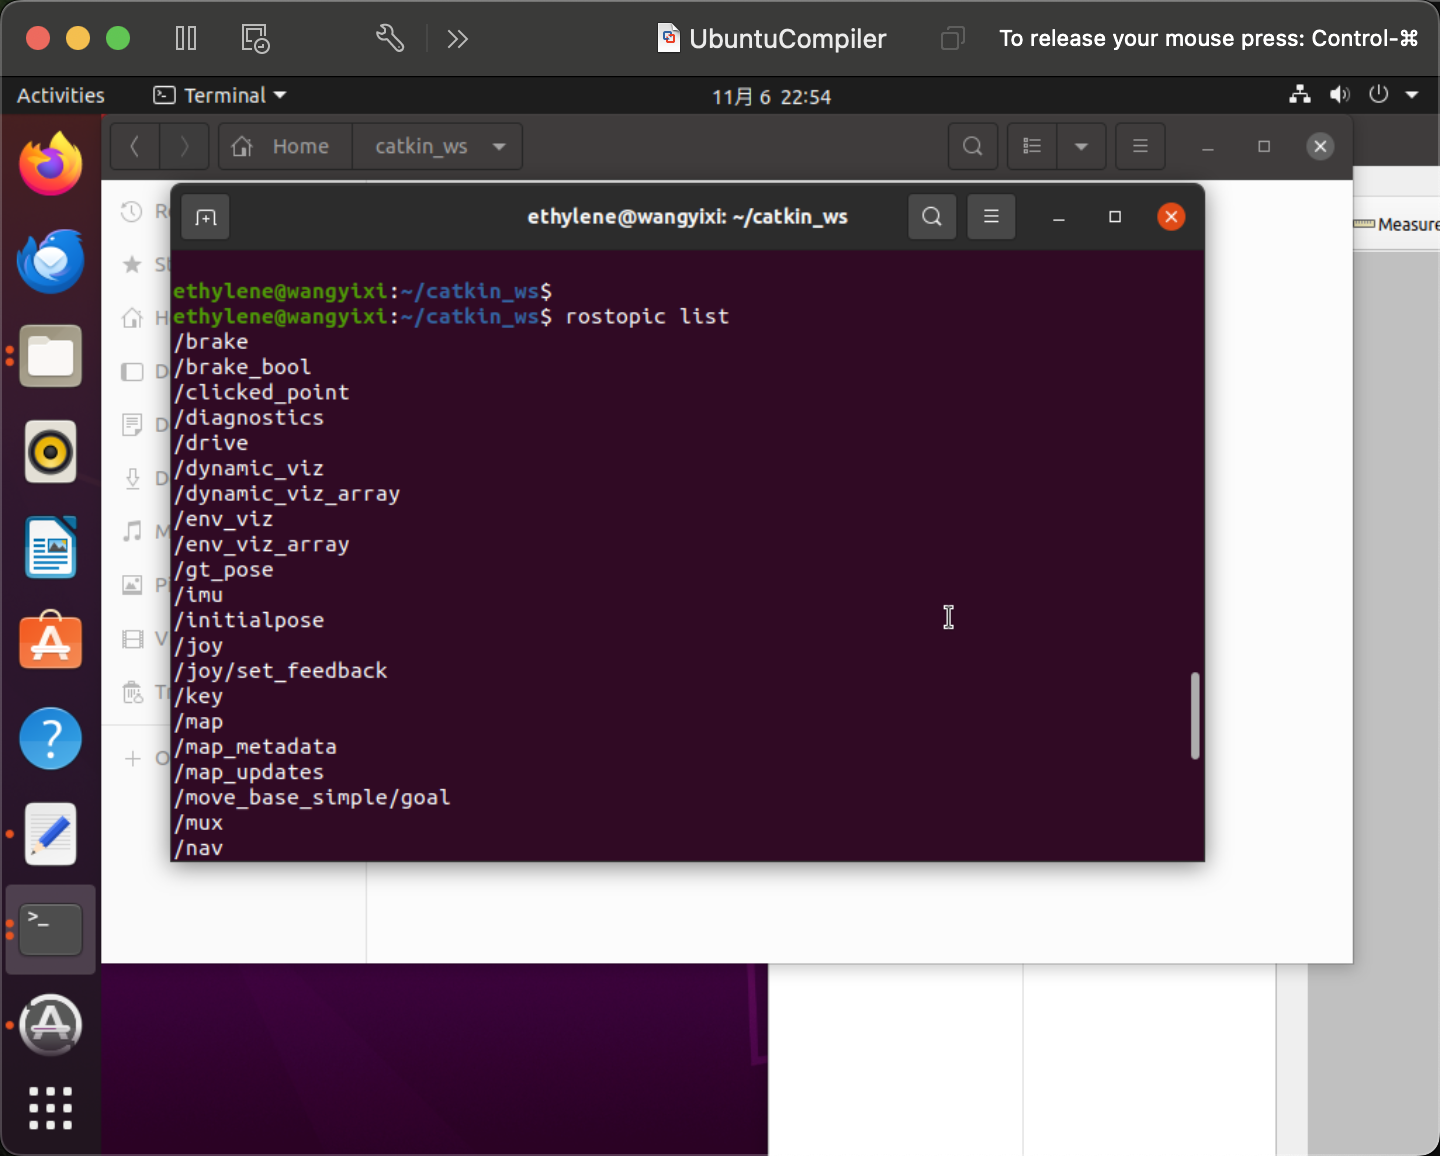 UbuntuCompiler
To release your mouse press: Control-⌘
Activities
Terminal
11月 6 22:54
Home
catkin_ws
ethylene@wangyixi: ~/catkin_ws
Measure
ethylene@wangyixi:~/catkin_ws$
ethylene@wangyixi:~/catkin_ws$ rostopic list
/brake
/brake_bool
/clicked_point
/diagnostics
/drive
/dynamic_viz
/dynamic_viz_array
/env_viz
/env_viz_array
/gt_pose
/imu
/initialpose
/joy
/joy/set_feedback
/key
/map
/map_metadata
/map_updates
/move_base_simple/goal
/mux
/nav